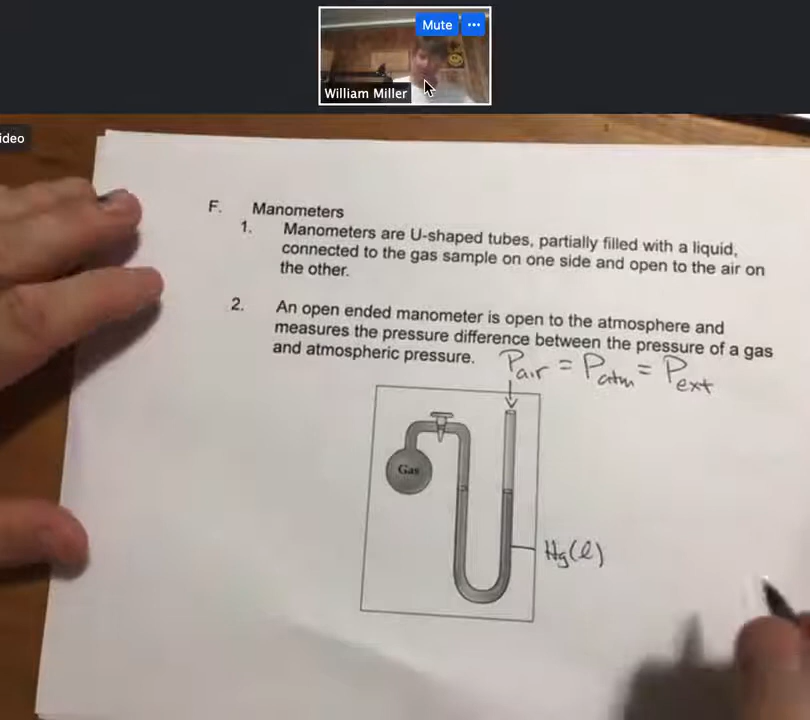 Mute ...
William Miller
ideo
F. Manometers
1. Manometers are U-shaped tubes, partially filled with a liquid,
connected to the gas sample on one side and open to the air on
the other.
2. An open ended manometer is open to the atmosphere and
measures the pressure difference between the pressure of a gas
and atmospheric pressure.
Pair = Patm = Pext
Gas
Hg(l)